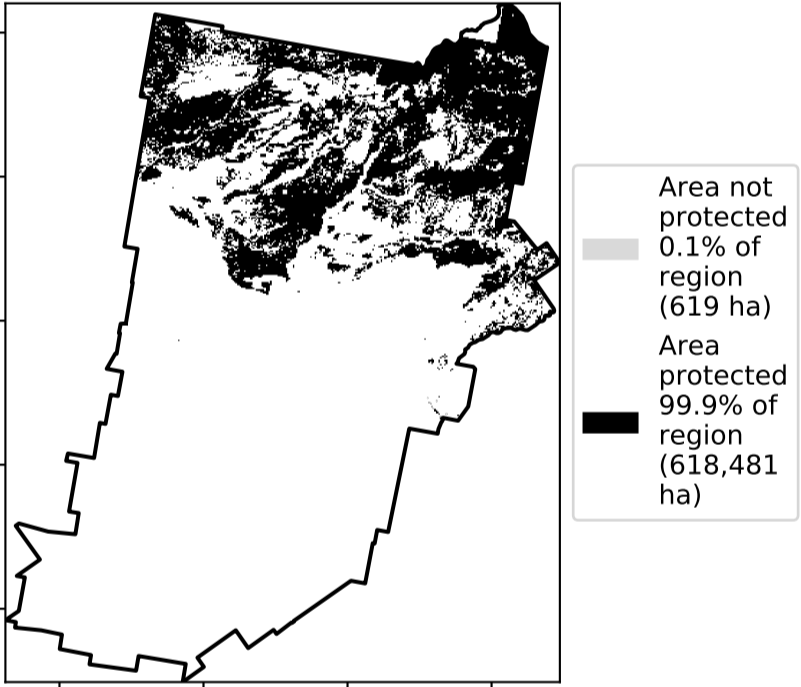 Area not
protected
0.1% of
region
(619 ha)
Area
protected
99.9% of
region
(618,481
ha)